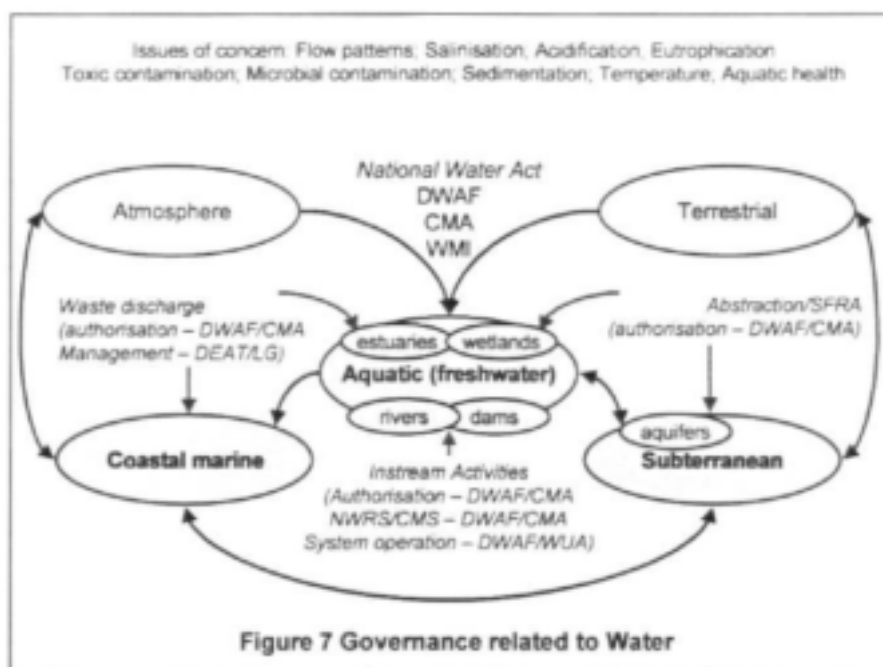 Issues of concern: Flow patterns; Salinisation; Acidification, Eutrophication
Toxic contamination; Microbial contamination; Sedimentation; Temperature, Aquatic health
National Water Act
DWAF
CMA
WMI
Atmosphere
Terrestrial
Waste discharge
(authorisation – DWAF/CMA
Management – DEAT/LG)
Abstraction/SFRA
(authorisation – DWAF/CMA)
estuaries
wetlands
Aquatic (freshwater)
rivers
dams
aquifers
Coastal marine
Subterranean
Instream Activities
(Authorisation – DWAF/CMA
NWRS/CMS – DWAF/CMA
System operation – DWAF/WUA)
Figure 7 Governance related to Water